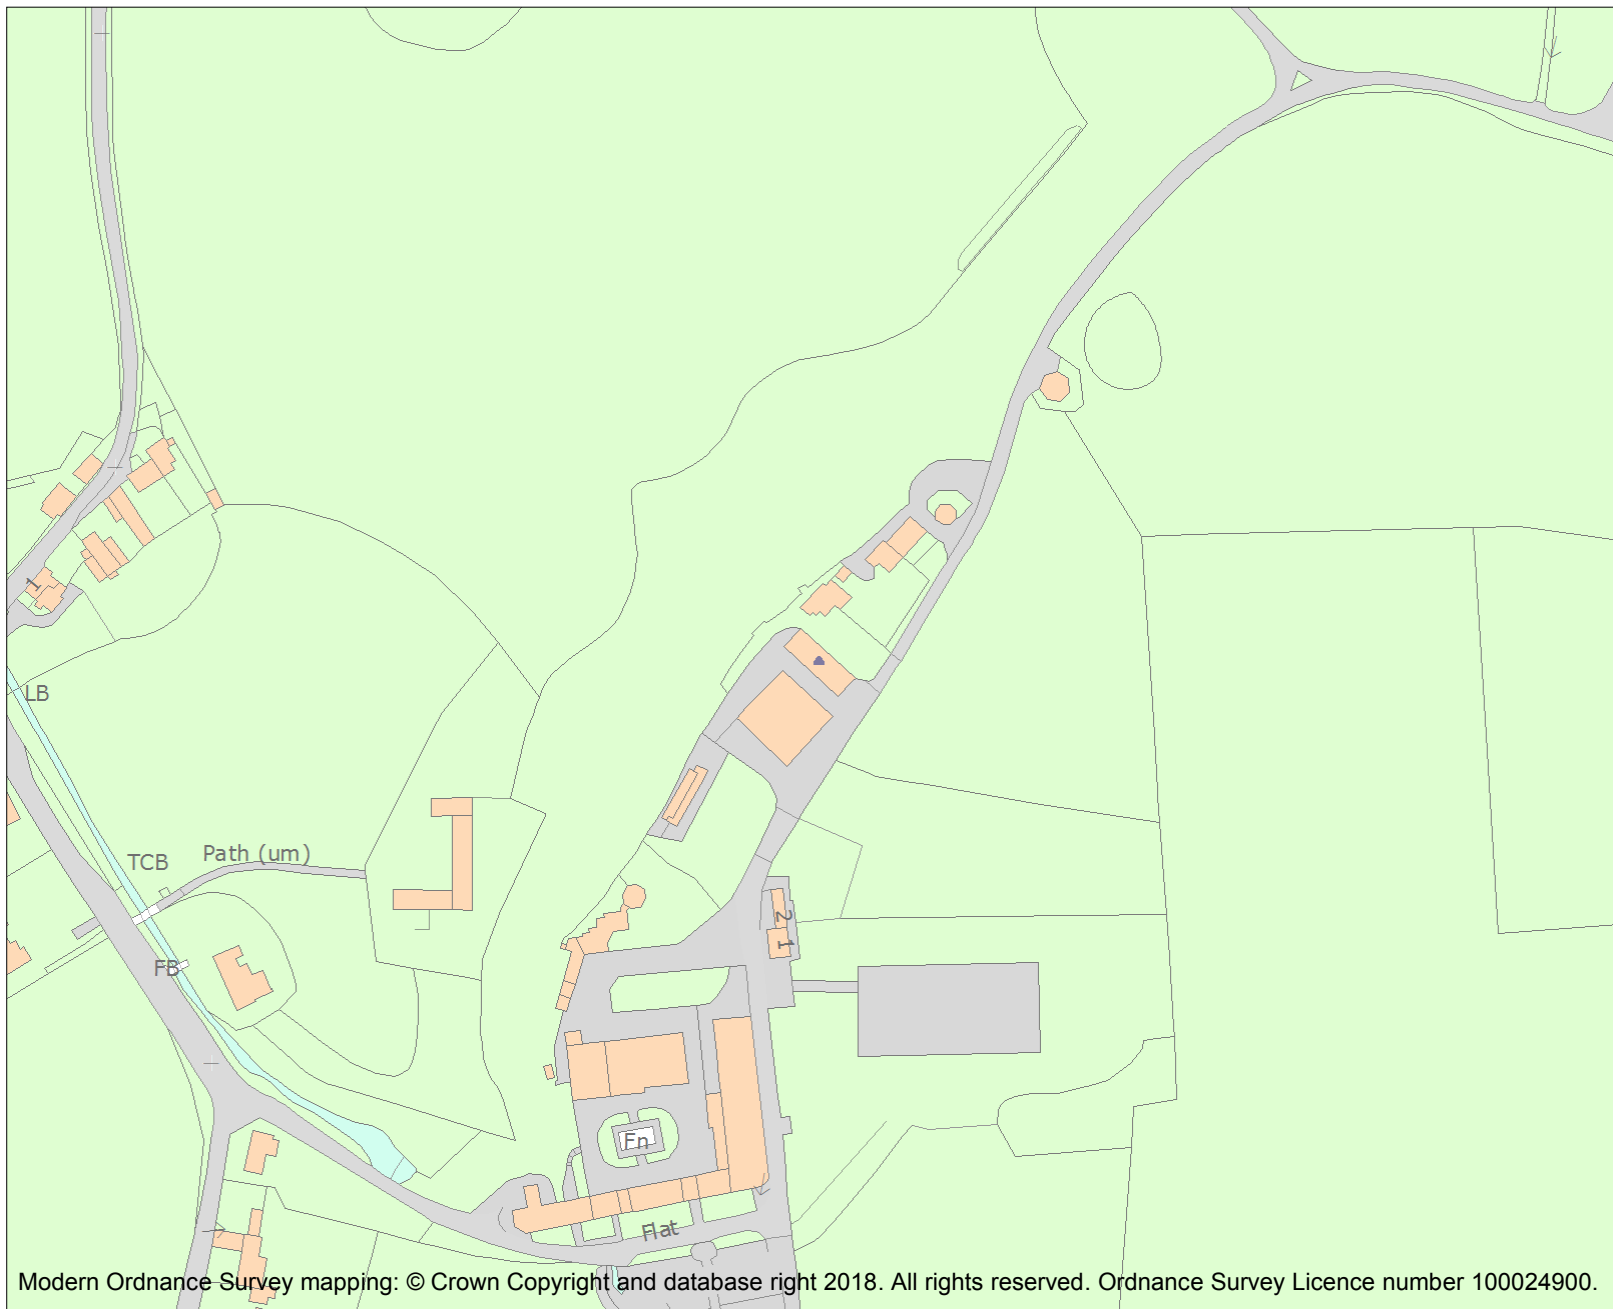 1
LB
Path (um)
TCB
2
1
FB
Fn
Flat
Modern Ordnance Survey mapping: © Crown Copyright and database right 2018. All rights reserved. Ordnance Survey Licence number 100024900.